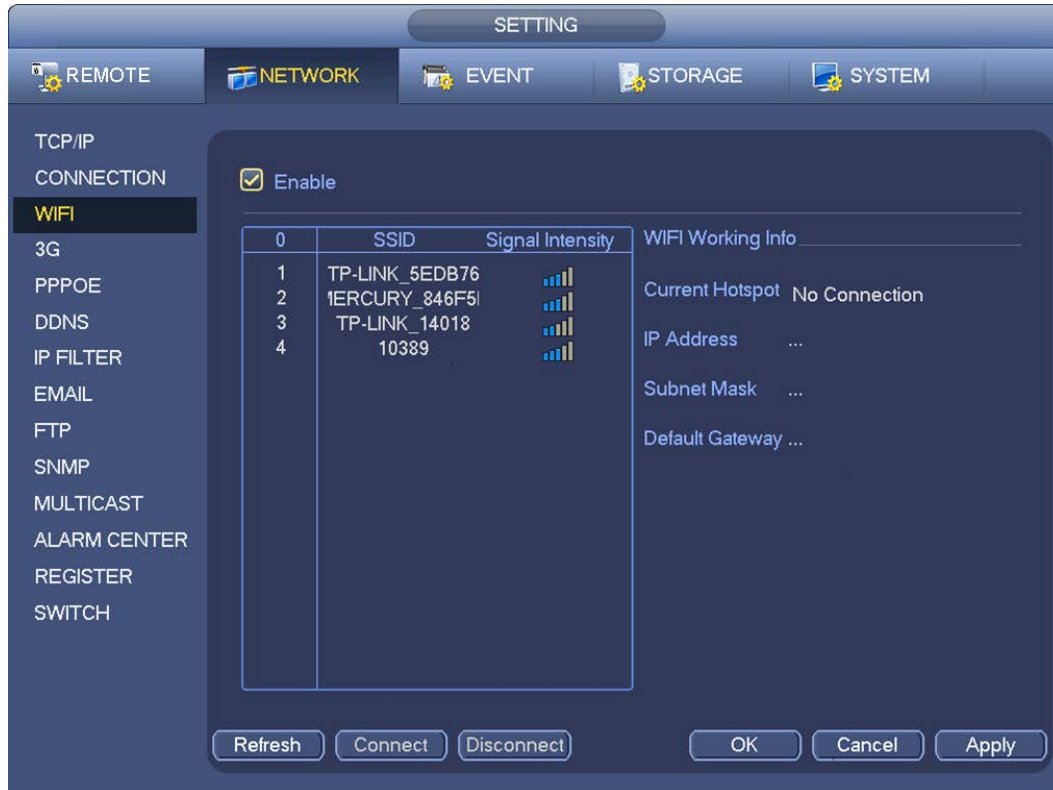 SETTING
REMOTE NETWORK EVENT STORAGE SYSTEM
TCP/IP
CONNECTION
WIFI
3G
PPPOE
DDNS
IP FILTER
EMAIL
FTP
SNMP
MULTICAST
ALARM CENTER
REGISTER
SWITCH
Enable
0 SSID Signal Intensity
1 TP-LINK_5EDB76
2 MERCURY_846F5
3 TP-LINK_14018
4 10389
WIFI Working Info
Current Hotspot No Connection
IP Address ...
Subnet Mask ...
Default Gateway ...
Refresh Connect Disconnect OK Cancel Apply